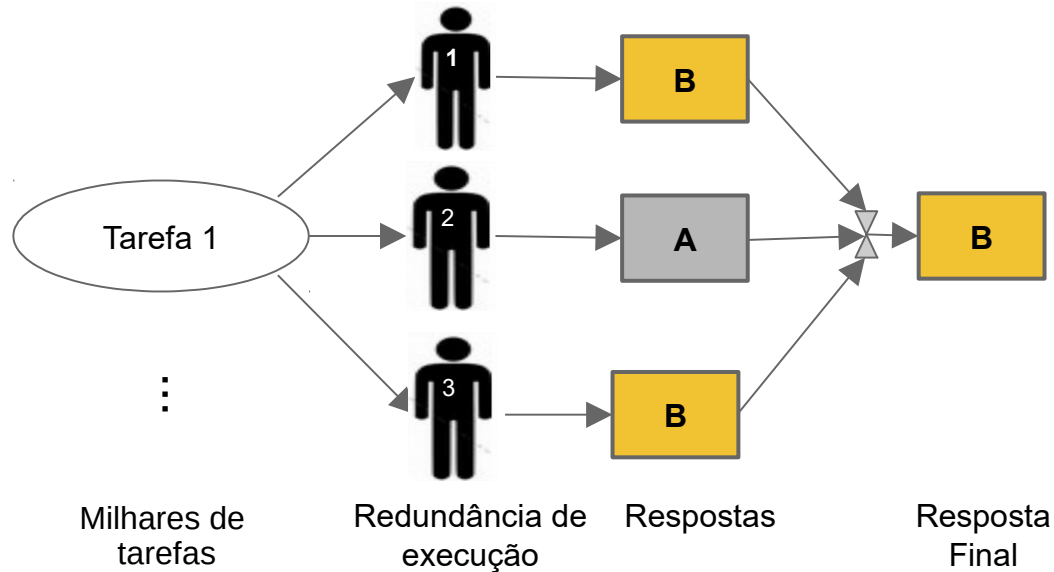 1
B
Tarefa 1
2
A
B
3
B
⋮
Milhares de
tarefas
Redundância de
execução
Respostas
Resposta
Final